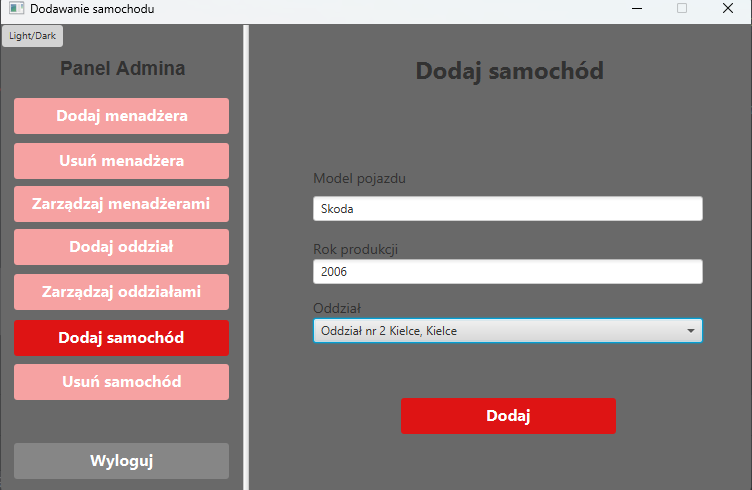 Dodawanie samochodu
Light/Dark
Panel Admina
Dodaj menadżera
Usuń menadżera
Zarządzaj menadżerami
Dodaj oddział
Zarządzaj oddziałami
Dodaj samochód
Usuń samochód
Wyloguj
Dodaj samochód
Model pojazdu
Skoda
Rok produkcji
2006
Oddział
Oddział nr 2 Kielce, Kielce
Dodaj